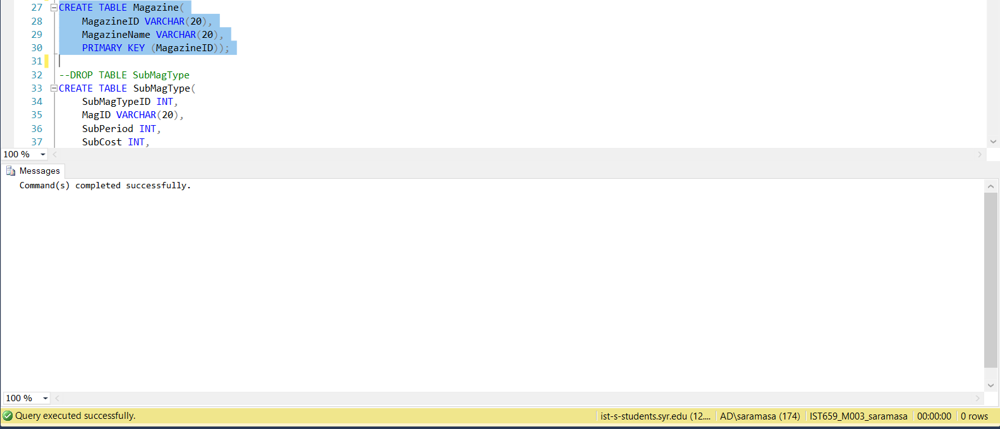 27 CREATE TABLE Magazine(
28 MagazineID VARCHAR(20),
29 MagazineName VARCHAR(20),
30 PRIMARY KEY (MagazineID));
31
32 --DROP TABLE SubMagType
33 CREATE TABLE SubMagType(
34 SubMagTypeID INT,
35 MagID VARCHAR(20),
36 SubPeriod INT,
37 SubCost INT,
100 %
Messages
Command(s) completed successfully.
100 %
Query executed successfully. ist-s-students.syr.edu (12.... AD\saramasa (174) IST659_M003_saramasa 00:00:00 0 rows